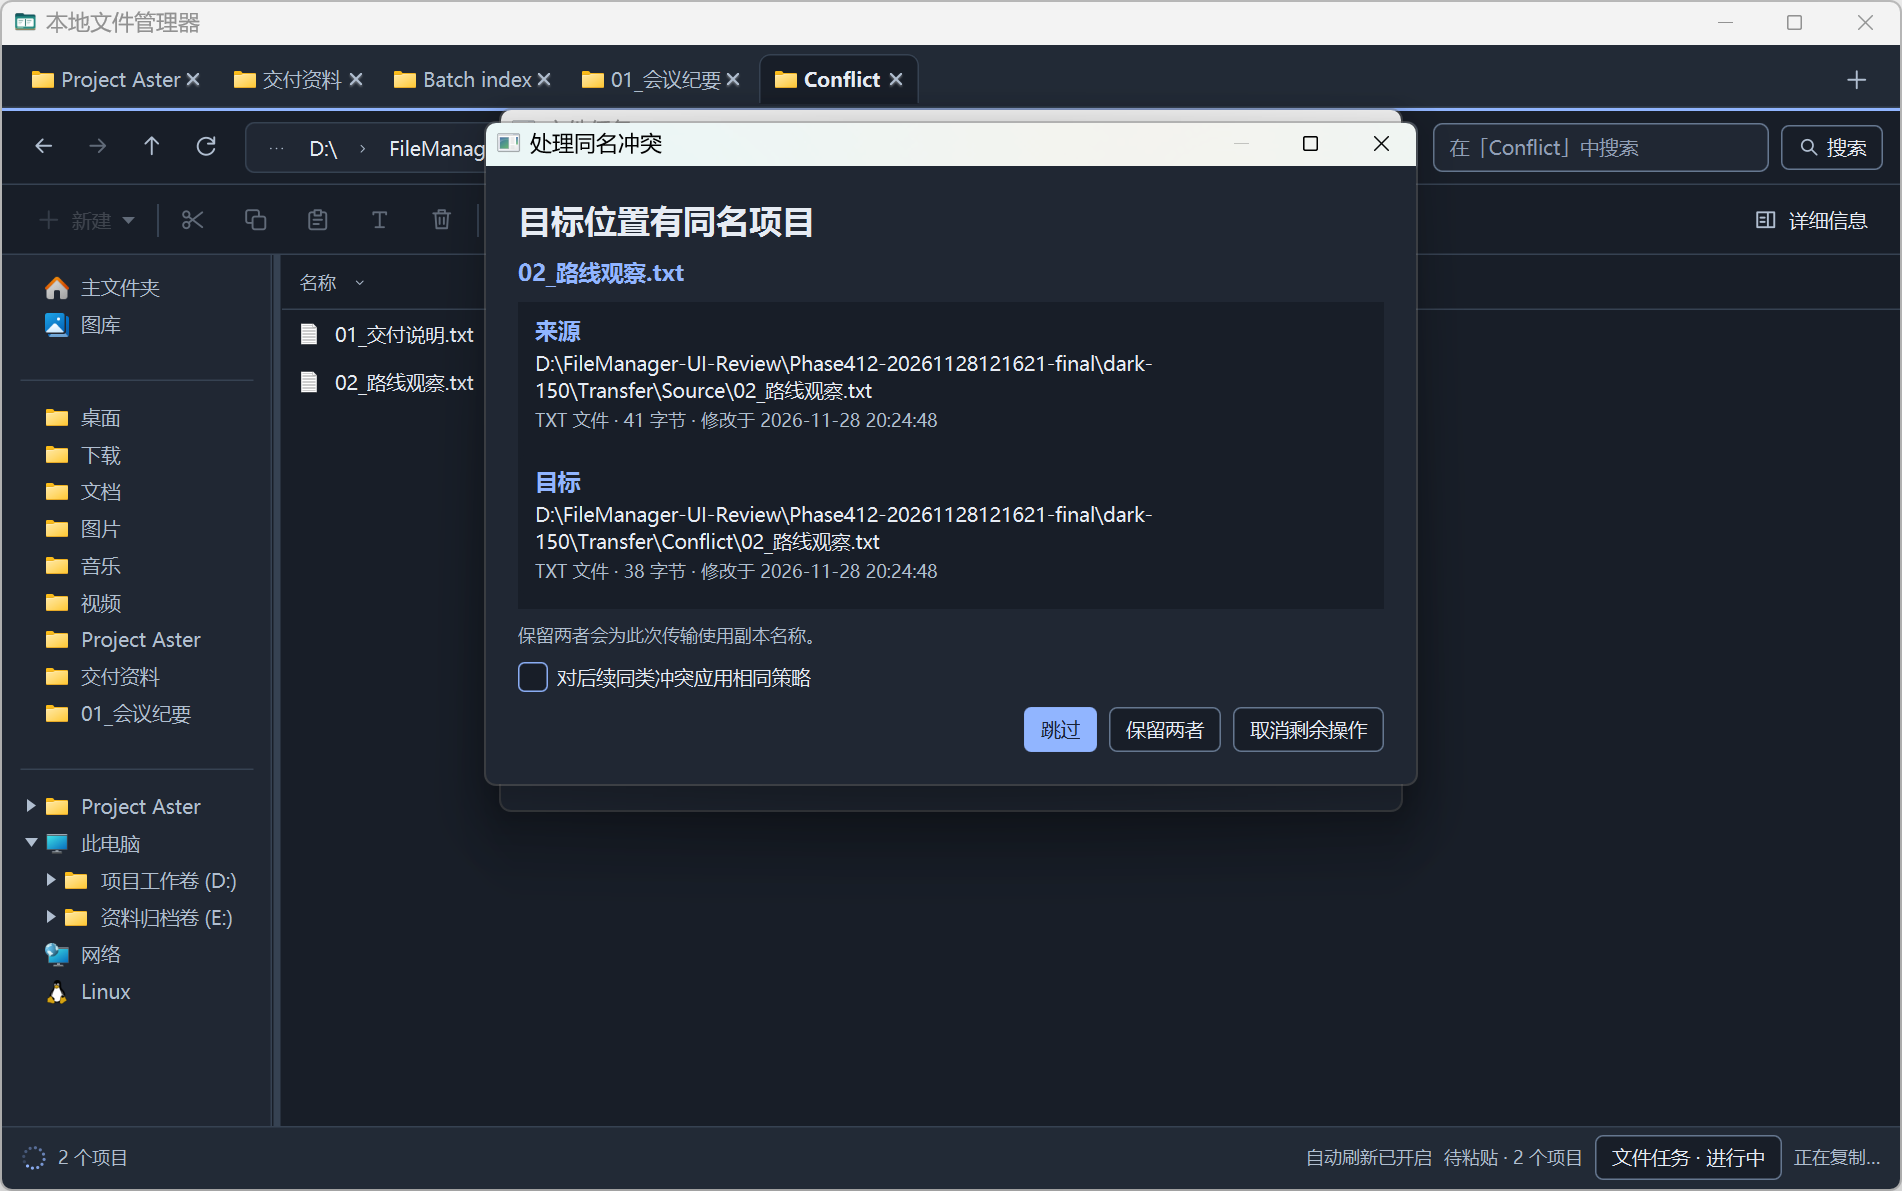 本地文件管理器
Project Aster
交付资料
Batch index
01_会议纪要
Conflict
D:\ › FileManag
在「Conflict」中搜索
搜索
新建
详细信息
主文件夹
图库
桌面
下载
文档
图片
音乐
视频
Project Aster
交付资料
01_会议纪要
Project Aster
此电脑
项目工作卷 (D:)
资料归档卷 (E:)
网络
Linux
名称
01_交付说明.txt
02_路线观察.txt
处理同名冲突
目标位置有同名项目
02_路线观察.txt
来源
D:\FileManager-UI-Review\Phase412-20261128121621-final\dark-
150\Transfer\Source\02_路线观察.txt
TXT 文件 · 41 字节 · 修改于 2026-11-28 20:24:48
目标
D:\FileManager-UI-Review\Phase412-20261128121621-final\dark-
150\Transfer\Conflict\02_路线观察.txt
TXT 文件 · 38 字节 · 修改于 2026-11-28 20:24:48
保留两者会为此次传输使用副本名称。
对后续同类冲突应用相同策略
跳过
保留两者
取消剩余操作
2 个项目
自动刷新已开启
待粘贴 · 2 个项目
文件任务 · 进行中
正在复制...